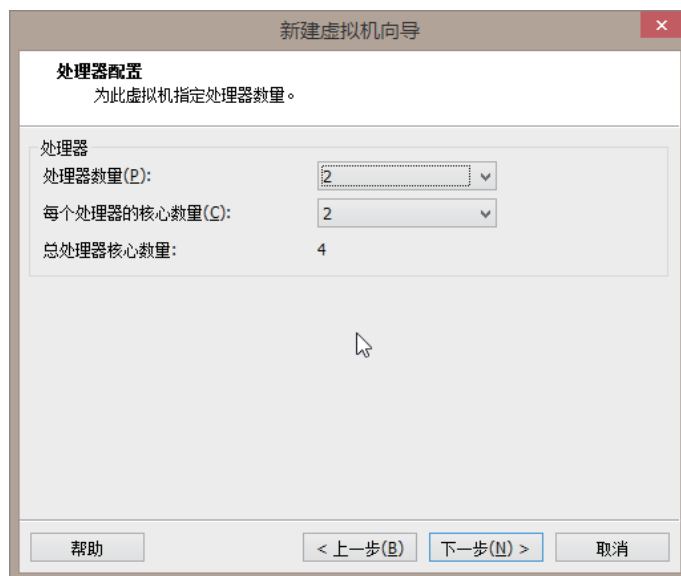 新建虚拟机向导
处理器配置
为此虚拟机指定处理器数量。
处理器
处理器数量(P): 2
每个处理器的核心数量(C): 2
总处理器核心数量: 4
帮助 < 上一步(B) 下一步(N) > 取消